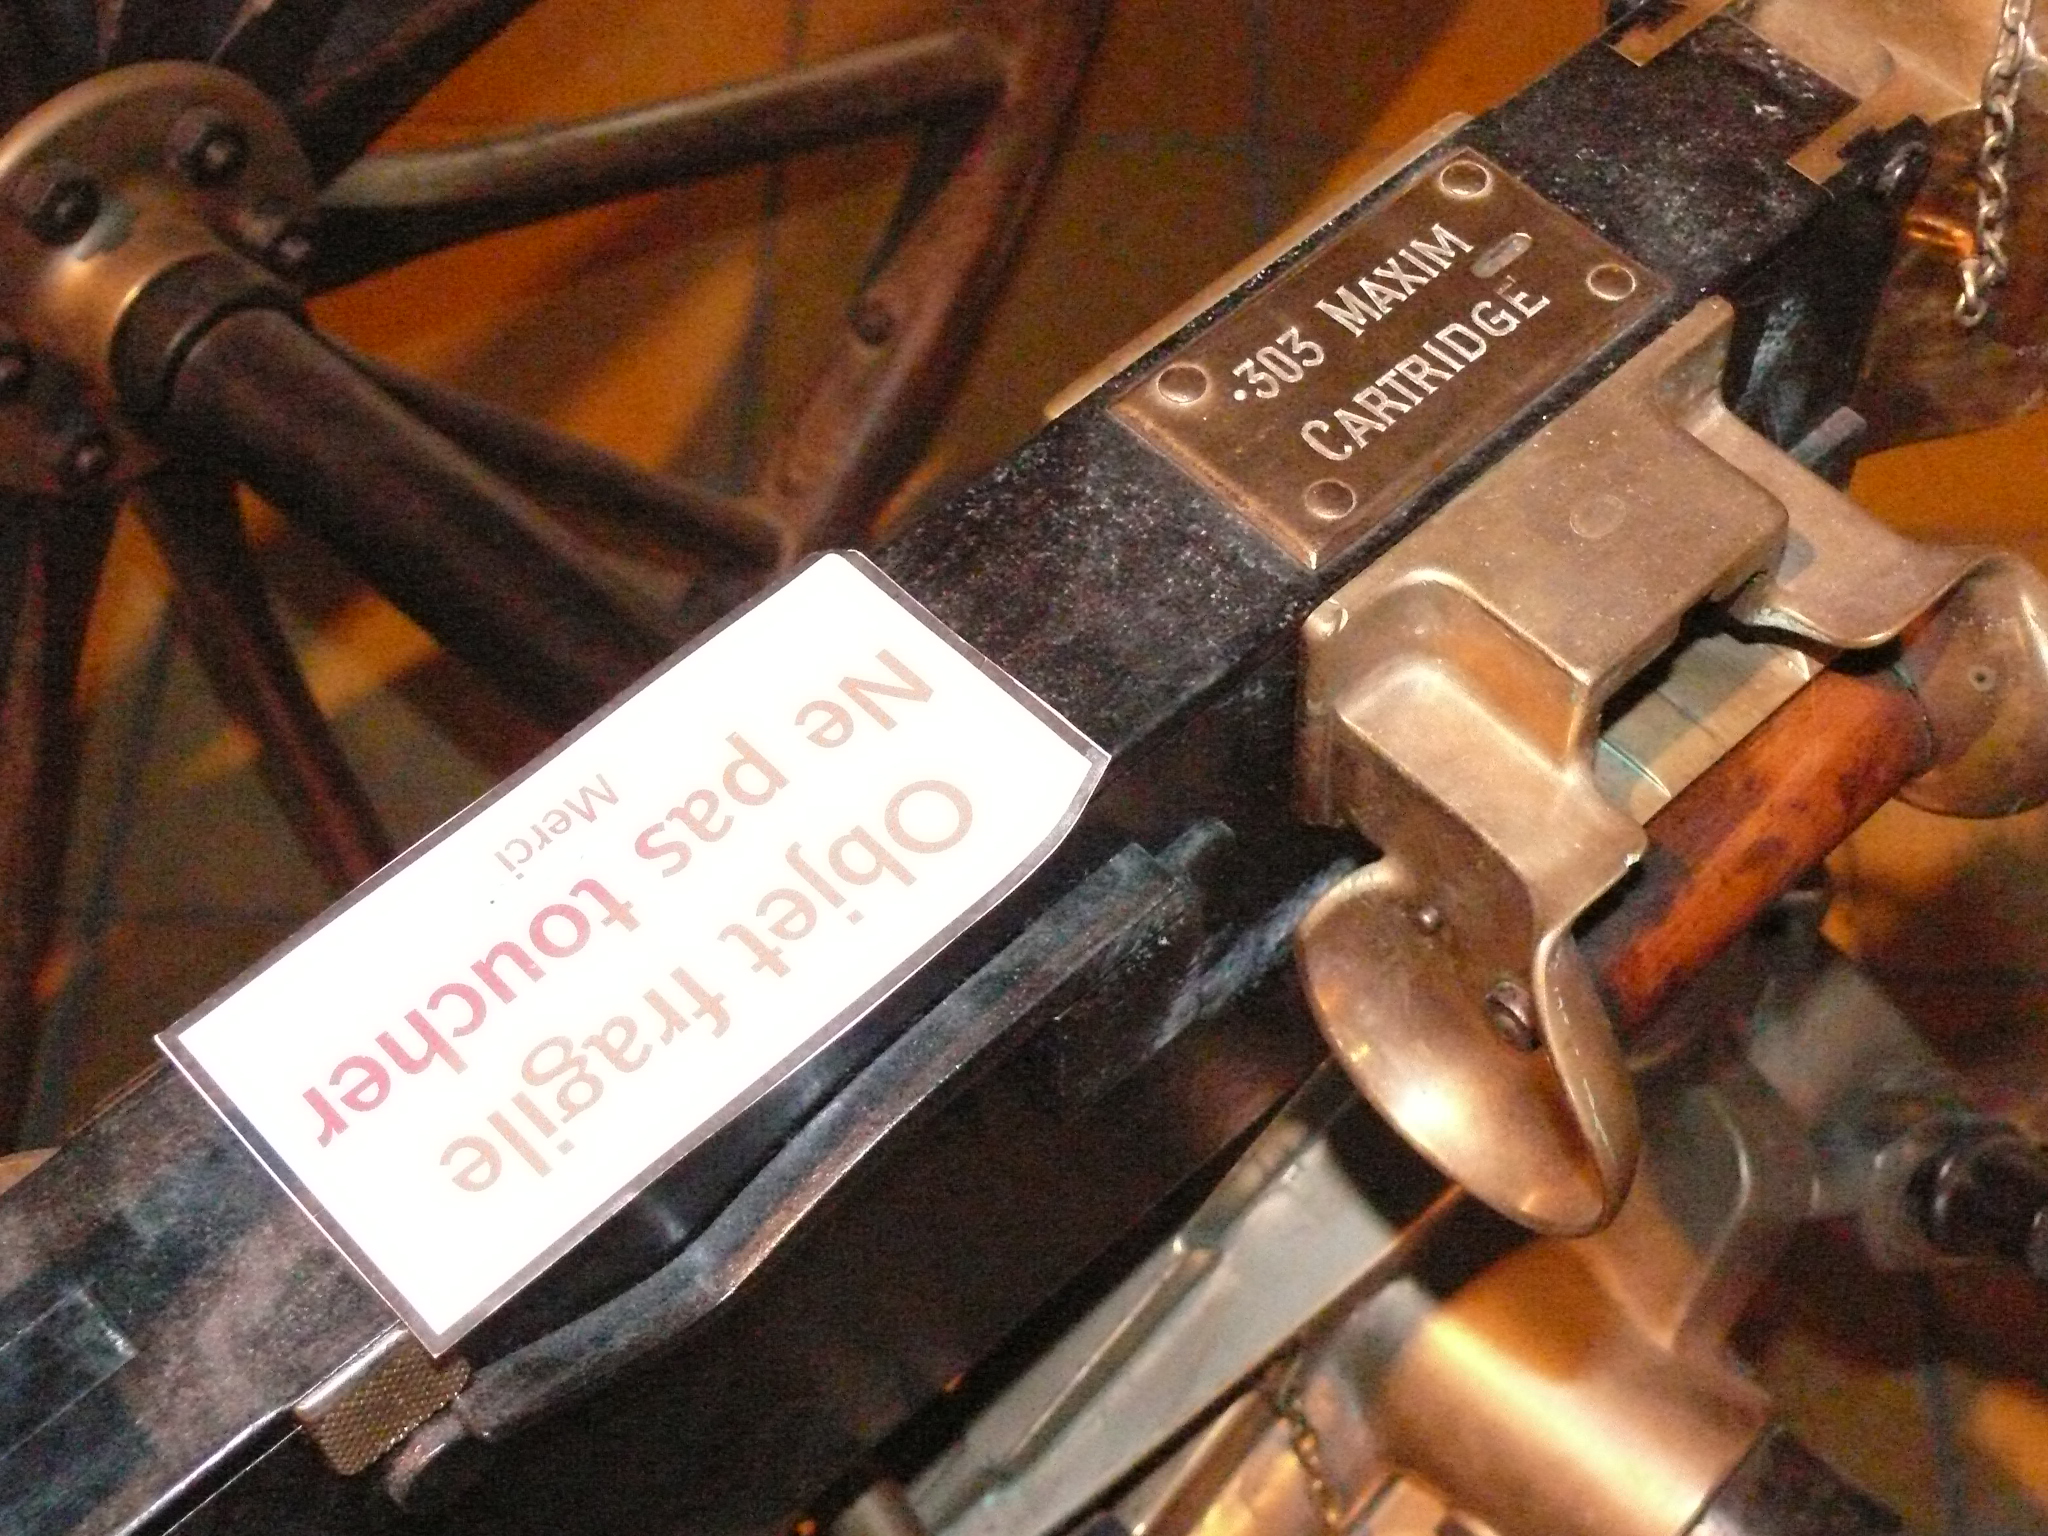 .303 MAXIM
CARTRIDGE
Objet fragile
Ne pas toucher
Merci